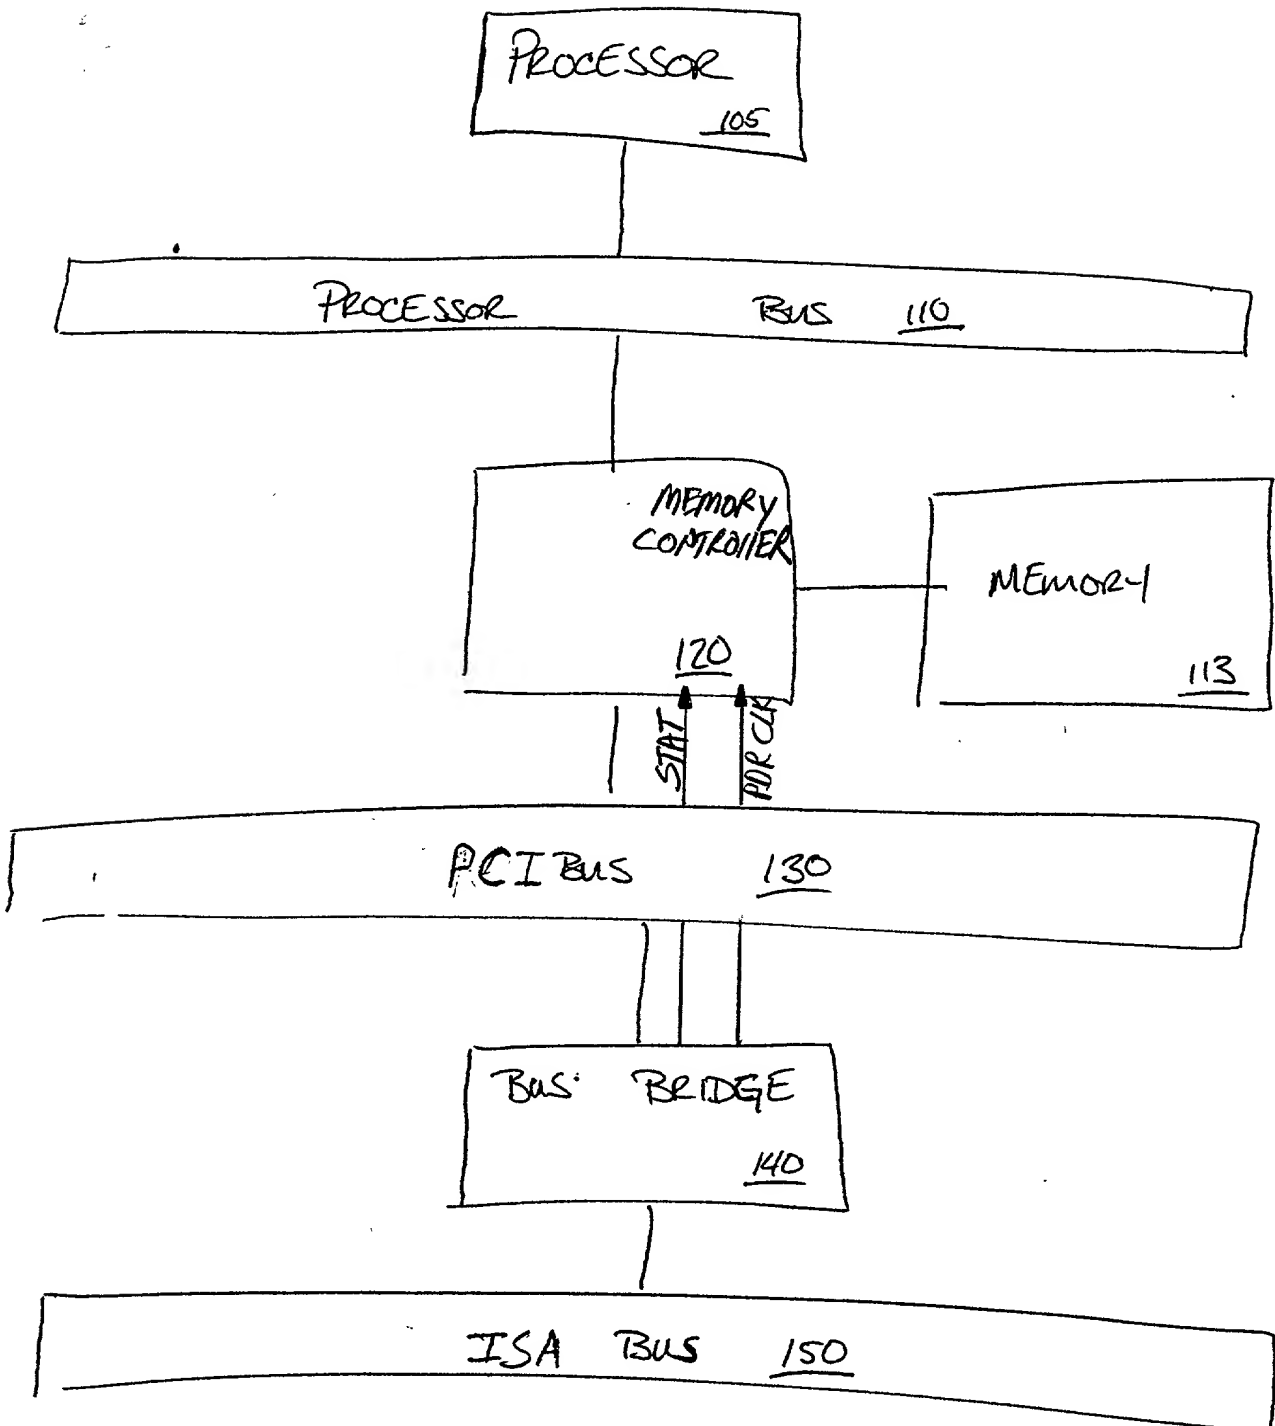 PROCESSOR
105
PROCESSOR BUS 110
MEMORY
CONTROLLER
120
MEMORY
113
STAT
PDR CLK
PCI BUS 130
BUS BRIDGE
140
ISA BUS 150